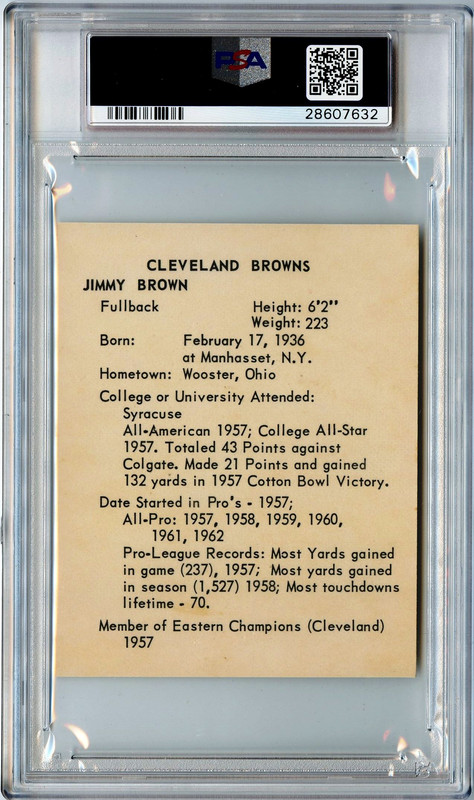 PSA
28607632
CLEVELAND BROWNS
JIMMY BROWN
Fullback Height: 6'2"
Weight: 223
Born: February 17, 1936
at Manhasset, N.Y.
Hometown: Wooster, Ohio
College or University Attended:
Syracuse
All-American 1957; College All-Star
1957. Totaled 43 Points against
Colgate. Made 21 Points and gained
132 yards in 1957 Cotton Bowl Victory.
Date Started in Pro's - 1957;
All-Pro: 1957, 1958, 1959, 1960,
1961, 1962
Pro-League Records: Most Yards gained
in game (237), 1957; Most yards gained
in season (1,527) 1958; Most touchdowns
lifetime - 70.
Member of Eastern Champions (Cleveland)
1957